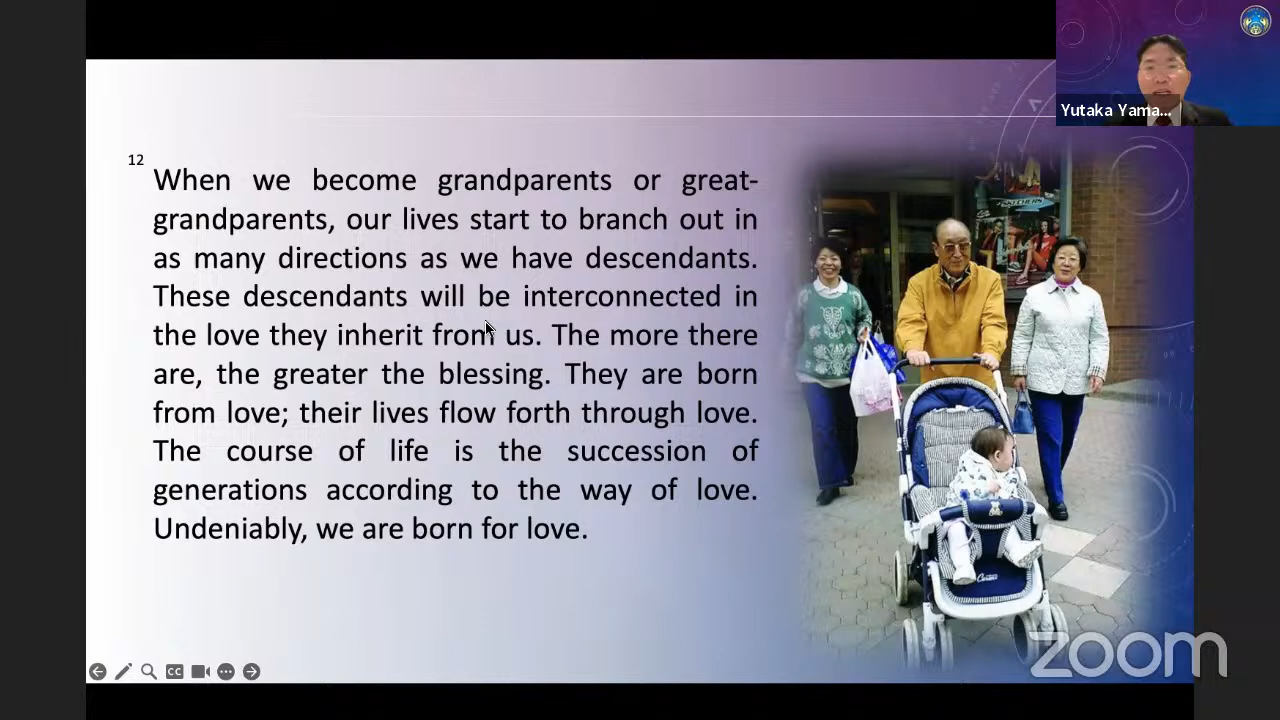 Yutaka Yama...
12
When we become grandparents or great-
grandparents, our lives start to branch out in
as many directions as we have descendants.
These descendants will be interconnected in
the love they inherit from us. The more there
are, the greater the blessing. They are born
from love; their lives flow forth through love.
The course of life is the succession of
generations according to the way of love.
Undeniably, we are born for love.
SKECHERS
CC
zoom